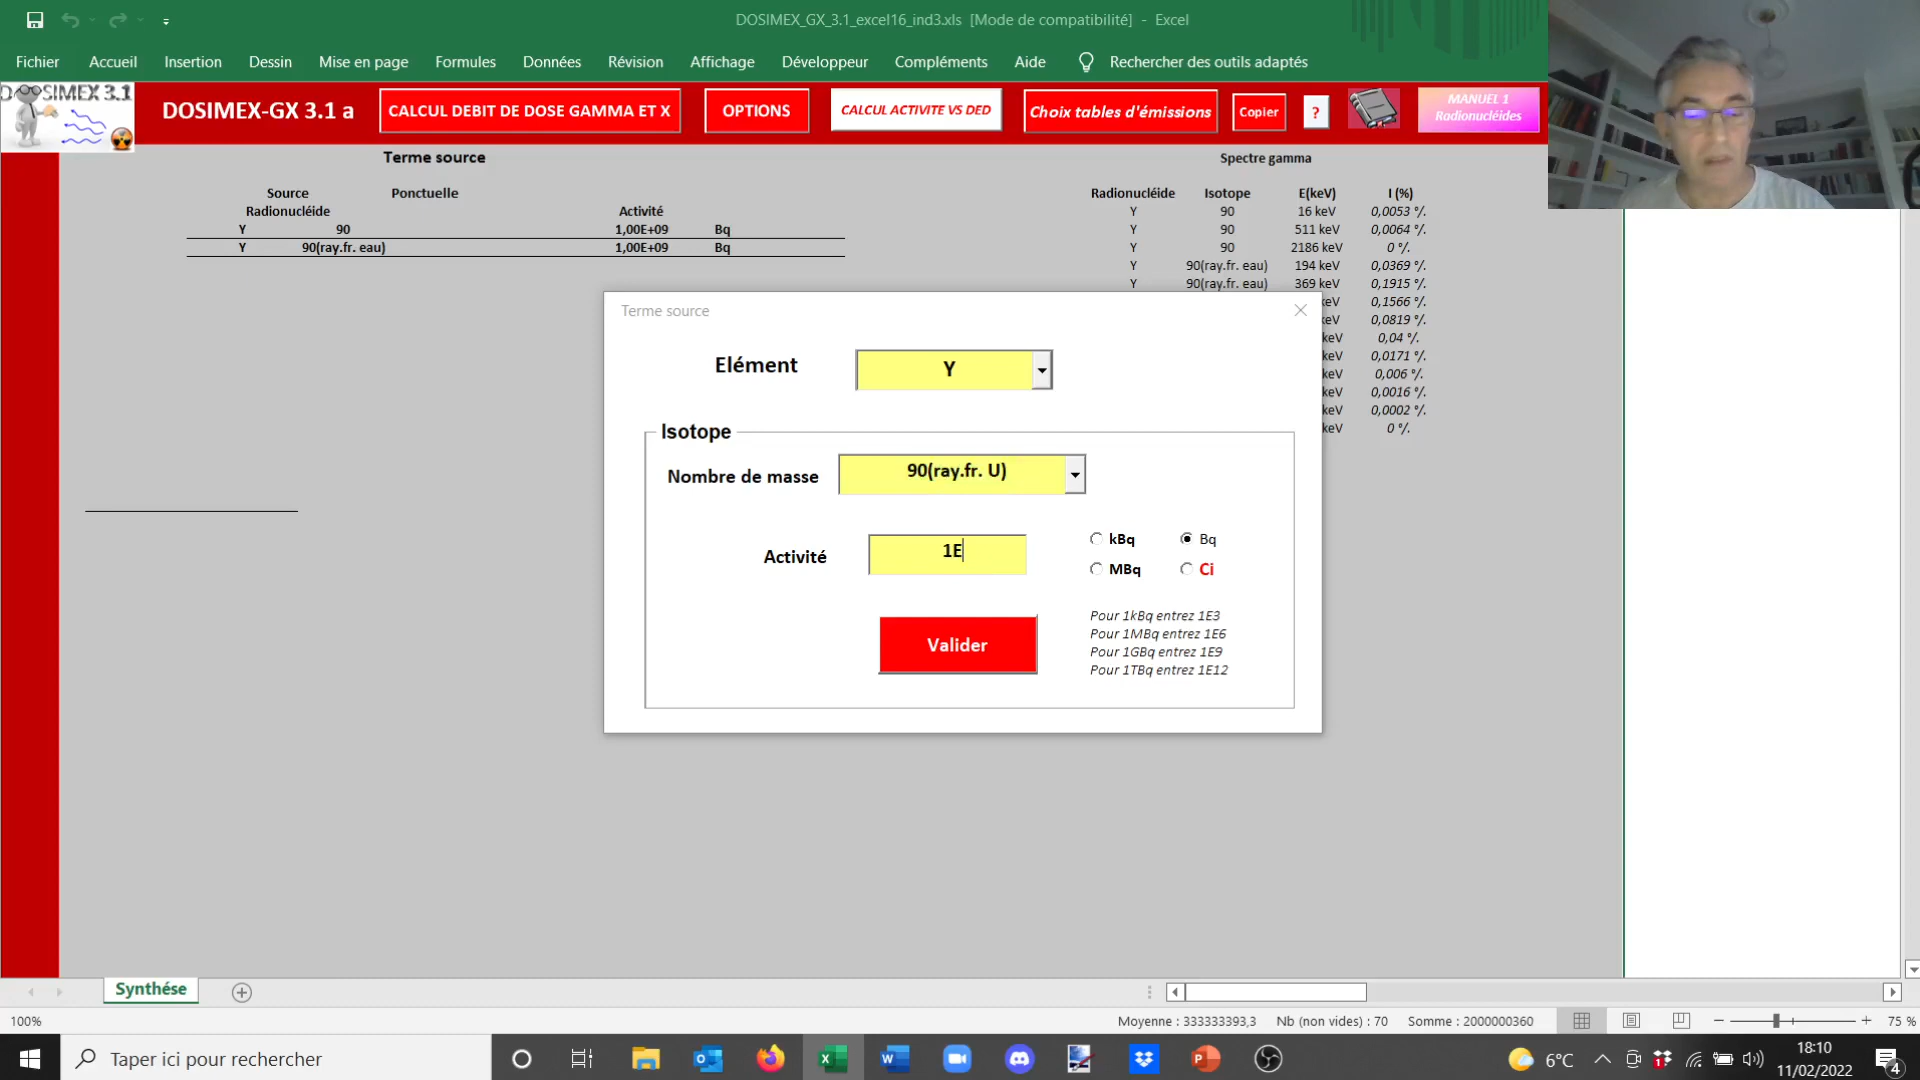 DOSIMEX_GX_3.1_excel16_ind3.xls [Mode de compatibilité] - Excel
Fichier Accueil Insertion Dessin Mise en page Formules Données Révision Affichage Développeur Compléments Aide Rechercher des outils adaptés
DOSIMEX 3.1
DOSIMEX-GX 3.1 a
CALCUL DEBIT DE DOSE GAMMA ET X
OPTIONS
CALCUL ACTIVITE VS DED
Choix tables d'émissions
Copier
?
MANUEL 1
Radionucléides
Terme source
Source Ponctuelle
Radionucléide Activité
Y 90 1,00E+09 Bq
Y 90(ray.fr. eau) 1,00E+09 Bq
Spectre gamma
Radionucléide Isotope E(keV) I (%)
Y 90 16 keV 0,0053 °/.
Y 90 511 keV 0,0064 °/.
Y 90 2186 keV 0 °/.
Y 90(ray.fr. eau) 194 keV 0,0369 °/.
Y 90(ray.fr. eau) 369 keV 0,1915 °/.
keV 0,1566 °/.
keV 0,0819 °/.
keV 0,04 °/.
keV 0,0171 °/.
keV 0,006 °/.
keV 0,0016 °/.
keV 0,0002 °/.
keV 0 °/.
Terme source
Elément Y
Isotope
Nombre de masse 90(ray.fr. U)
Activité 1E
kBq Bq
MBq Ci
Valider
Pour 1kBq entrez 1E3
Pour 1MBq entrez 1E6
Pour 1GBq entrez 1E9
Pour 1TBq entrez 1E12
Synthése
100% Moyenne : 333333393,3 Nb (non vides) : 70 Somme : 2000000360 75 %
Taper ici pour rechercher
6°C
18:10
11/02/2022
4